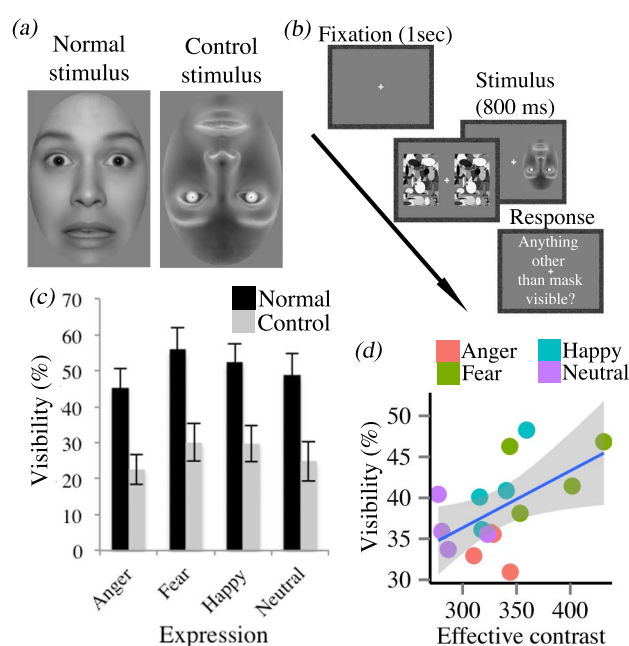 (a)
Normal
stimulus
Control
stimulus
(b)
Fixation (1sec)
Stimulus
(800 ms)
Response
Anything
other
than mask
visible?
(c)
Normal
Control
Visibility (%)
70
60
50
40
30
20
10
0
Anger
Fear
Happy
Neutral
Expression
(d)
Anger
Happy
Fear
Neutral
Visibility (%)
50
45
40
35
30
300
350
400
Effective contrast